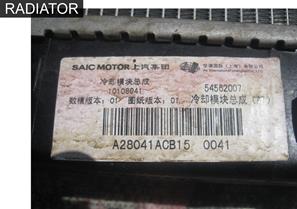 RADIATOR
SAIC MOTOR 上汽集团
冷却模块总成
10108041
54562007
数模版本: 01 图纸版本: 01 冷却模块总成
A28041ACB15 0041